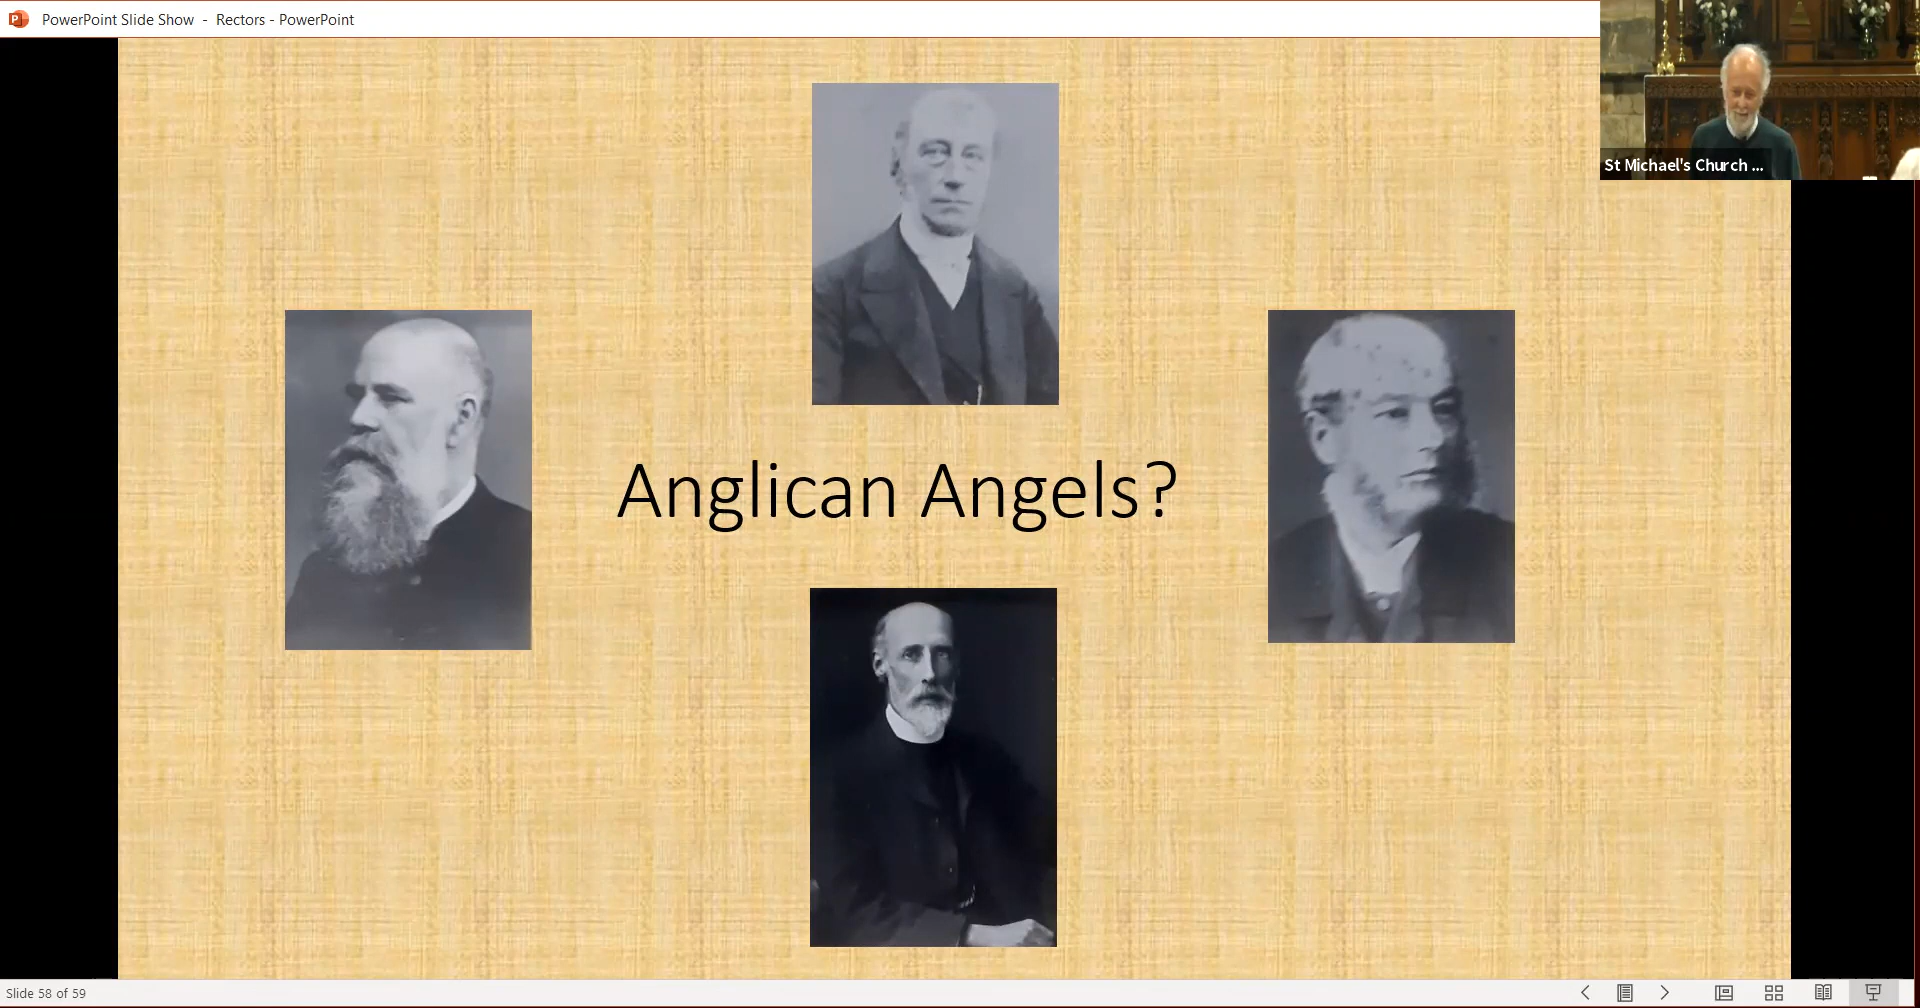 PowerPoint Slide Show - Rectors - PowerPoint
St Michael's Church ...
Anglican Angels?
Slide 58 of 59